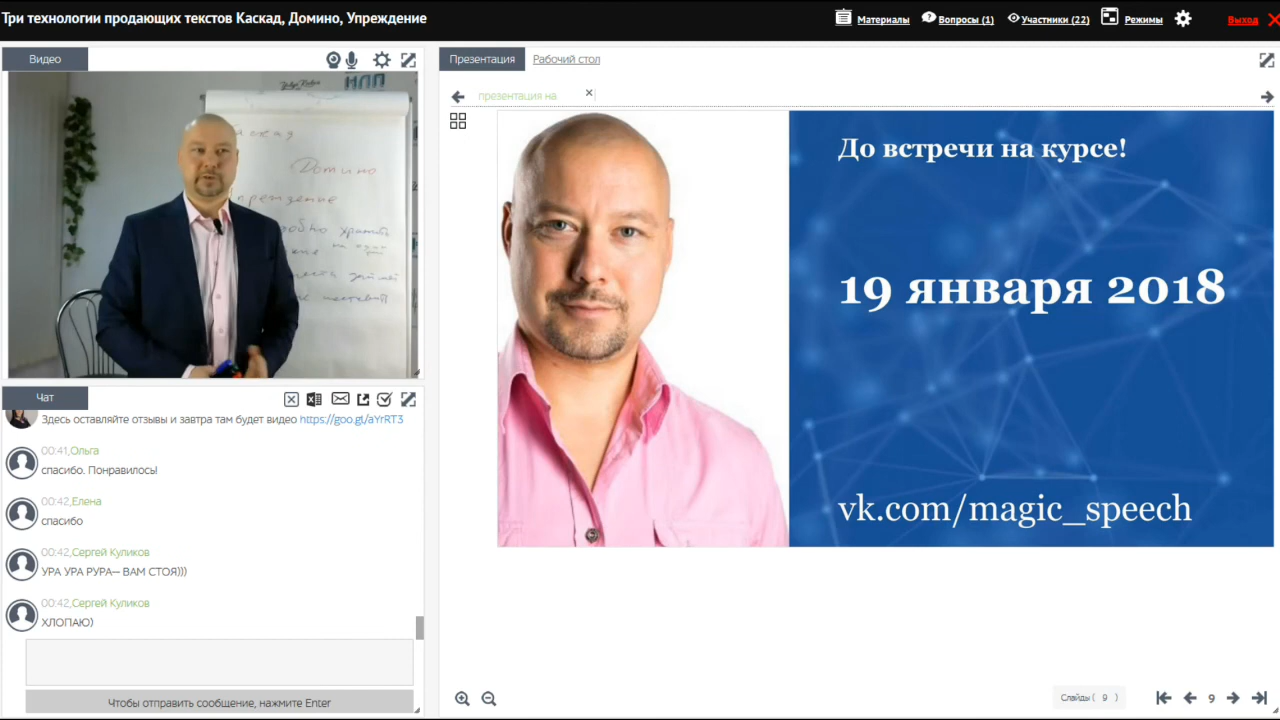 Три технологии продающих текстов Каскад, Домино, Упреждение
Материалы
Вопросы (1)
Участники (22)
Режимы
Выход
Видео
НЛП
Домино
Презентация
Рабочий стол
презентация на
До встречи на курсе!
19 января 2018
vk.com/magic_speech
Чат
Здесь оставляйте отзывы и завтра там будет видео https://goo.gl/aYrRT3
00:41,Ольга
спасибо. Понравилось!
00:42,Елена
спасибо
00:42,Сергей Куликов
УРА УРА РУРА— ВАМ СТОЯ)))
00:42,Сергей Куликов
ХЛОПАЮ)
Чтобы отправить сообщение, нажмите Enter
Слайды ( 9 )
9